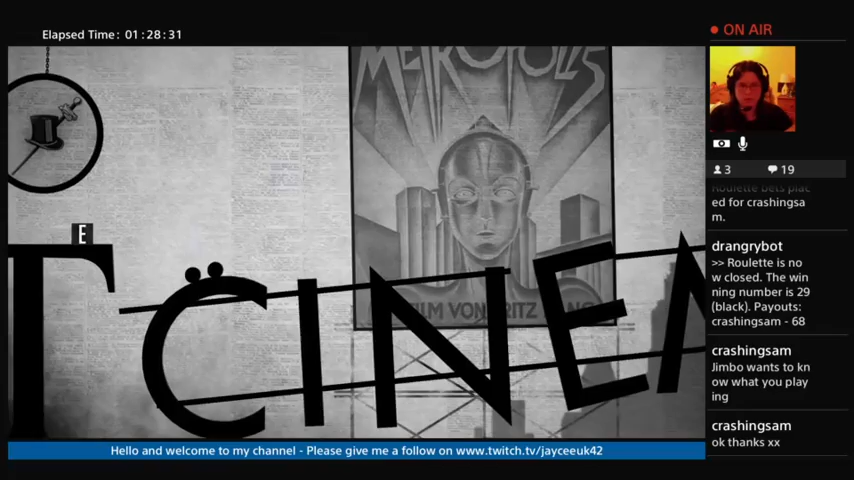 Elapsed Time: 01:28:31
ON AIR
METROPOLIS
E
T CINEMA
FILM VON FRITZ LANG
3
19
Roulette bets plac
ed for crashingsa
m.
drangrybot
>> Roulette is no
w closed. The win
ning number is 29
(black). Payouts:
crashingsam - 68
crashingsam
Jimbo wants to kn
ow what you play
ing
crashingsam
ok thanks xx
Hello and welcome to my channel - Please give me a follow on www.twitch.tv/jayceeuk42